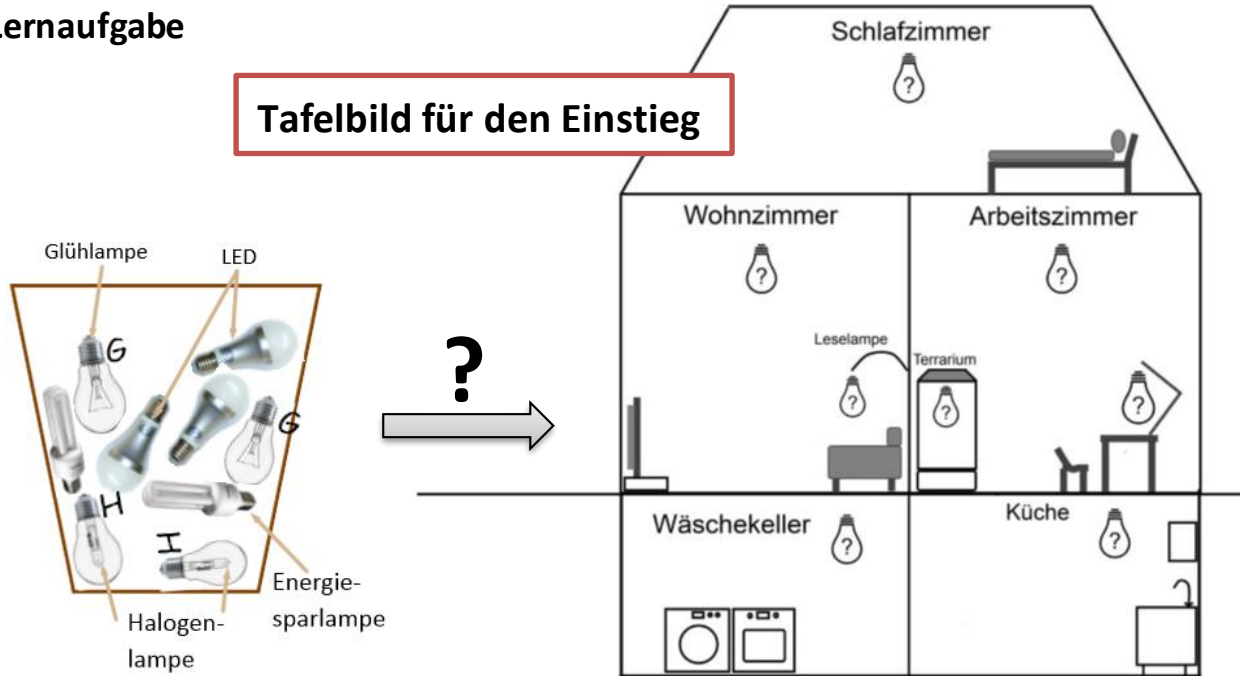 Lernaufgabe
Tafelbild für den Einstieg
Glühlampe
LED
G
G
H
H
Halogen-
lampe
Energie-
sparlampe
?
Schlafzimmer
?
Wohnzimmer
?
Leselampe
?
Arbeitszimmer
?
Terrarium
?
?
Wäschekeller
?
Küche
?